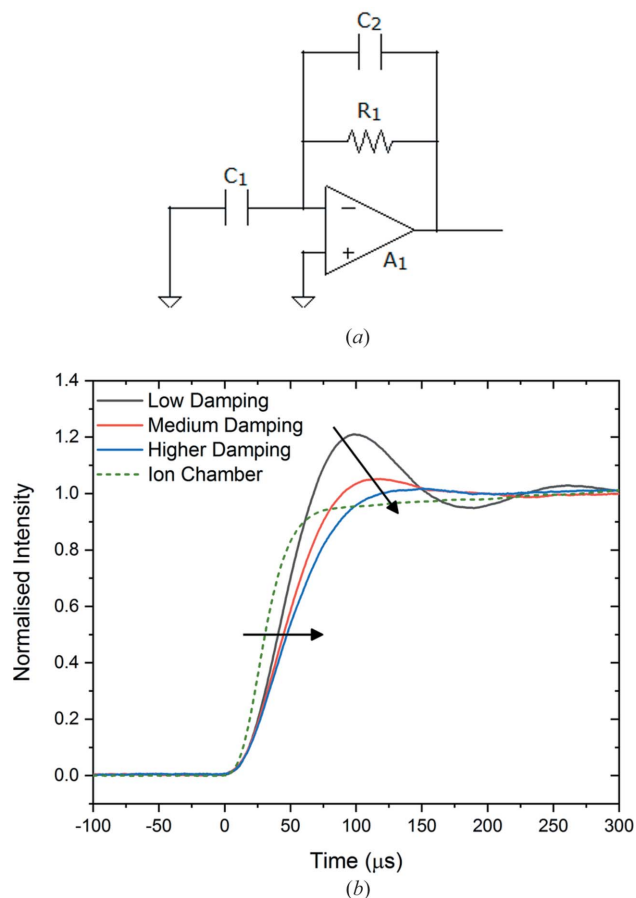 C2
R1
C1
−
+
A1
(a)
1.4
1.2
1.0
0.8
0.6
0.4
0.2
0.0
Normalised Intensity
Low Damping
Medium Damping
Higher Damping
Ion Chamber
-100 -50 0 50 100 150 200 250 300
Time (μs)
(b)